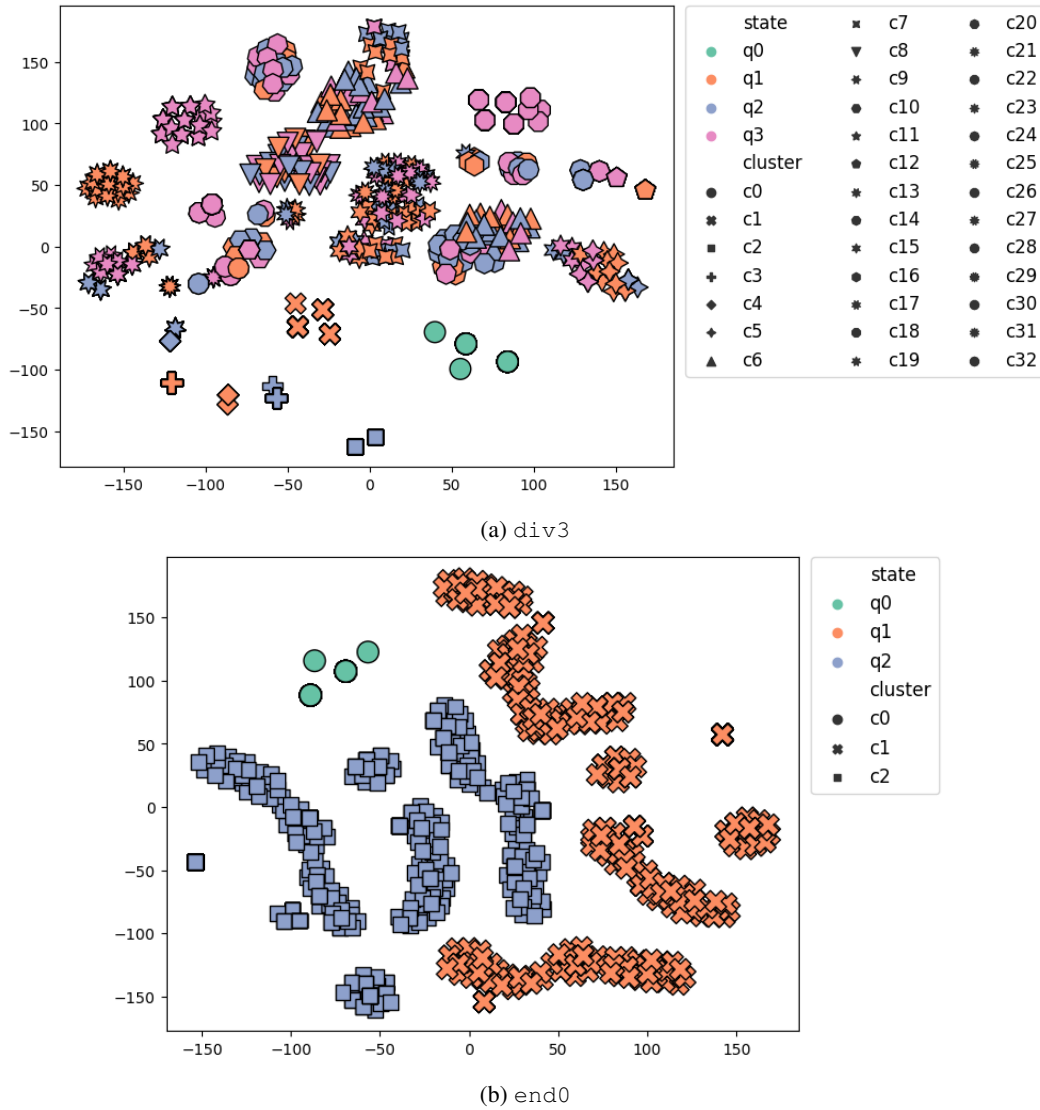 state
q0
q1
q2
q3
cluster
c0
c1
c2
c3
c4
c5
c6
c7
c8
c9
c10
c11
c12
c13
c14
c15
c16
c17
c18
c19
c20
c21
c22
c23
c24
c25
c26
c27
c28
c29
c30
c31
c32
150
100
50
0
−50
−100
−150
−150 −100 −50 0 50 100 150
(a) div3
state
q0
q1
q2
cluster
c0
c1
c2
150
100
50
0
−50
−100
−150
−150 −100 −50 0 50 100 150
(b) end0